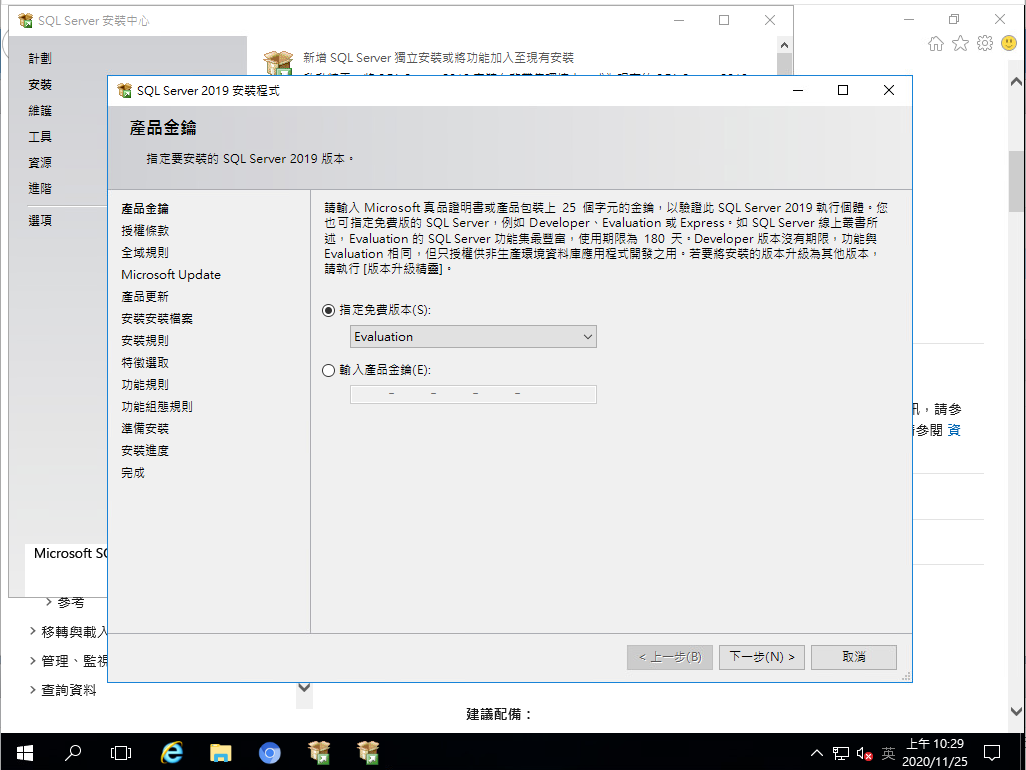 SQL Server 安裝中心
計劃
安裝
維護
工具
資源
進階
選項
新增 SQL Server 獨立安裝或將功能加入至現有安裝
SQL Server 2019 安裝程式
產品金鑰
指定要安裝的 SQL Server 2019 版本。
產品金鑰
授權條款
全域規則
Microsoft Update
產品更新
安裝安裝檔案
安裝規則
特徵選取
功能規則
功能組態規則
準備安裝
安裝進度
完成
請輸入 Microsoft 真品證明書或產品包裝上 25 個字元的金鑰，以驗證此 SQL Server 2019 執行個體。您
也可指定免費版的 SQL Server，例如 Developer、Evaluation 或 Express。如 SQL Server 線上叢書所
述，Evaluation 的 SQL Server 功能集最豐富，使用期限為 180 天。Developer 版本沒有期限，功能與
Evaluation 相同，但只授權供非生產環境資料庫應用程式開發之用。若要將安裝的版本升級為其他版本，
請執行 [版本升級精靈]。
指定免費版本(S):
Evaluation
輸入產品金鑰(E):
- - - -
< 上一步(B)
下一步(N) >
取消
，請參
參閱 資
Microsoft
參考
移轉與載入
管理、監視
查詢資料
建議配備：
英
上午 10:29
2020/11/25